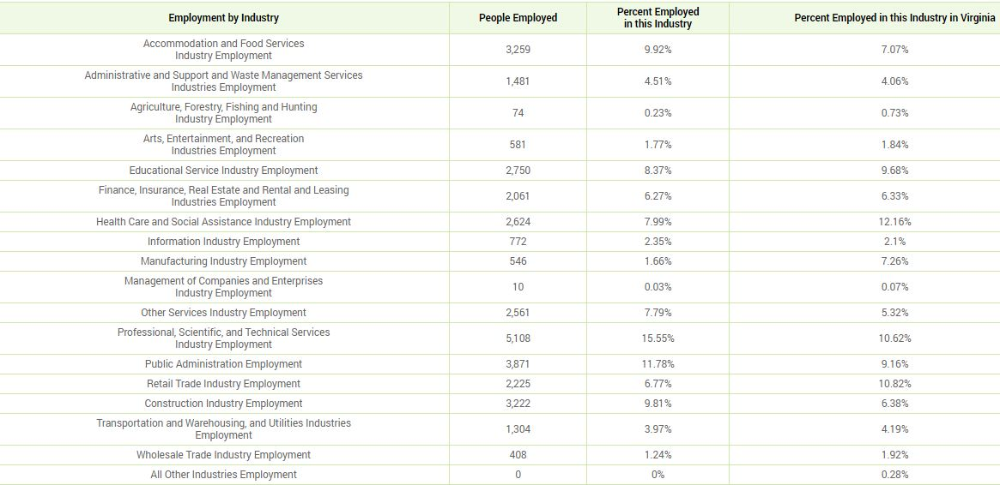 Employment by Industry People Employed Percent Employed in this Industry Percent Employed in this Industry in Virginia
Accommodation and Food Services
Industry Employment 3,259 9.92% 7.07%
Administrative and Support and Waste Management Services
Industries Employment 1,481 4.51% 4.06%
Agriculture, Forestry, Fishing and Hunting
Industry Employment 74 0.23% 0.73%
Arts, Entertainment, and Recreation
Industries Employment 581 1.77% 1.84%
Educational Service Industry Employment 2,750 8.37% 9.68%
Finance, Insurance, Real Estate and Rental and Leasing
Industries Employment 2,061 6.27% 6.33%
Health Care and Social Assistance Industry Employment 2,624 7.99% 12.16%
Information Industry Employment 772 2.35% 2.1%
Manufacturing Industry Employment 546 1.66% 7.26%
Management of Companies and Enterprises
Industry Employment 10 0.03% 0.07%
Other Services Industry Employment 2,561 7.79% 5.32%
Professional, Scientific, and Technical Services
Industry Employment 5,108 15.55% 10.62%
Public Administration Employment 3,871 11.78% 9.16%
Retail Trade Industry Employment 2,225 6.77% 10.82%
Construction Industry Employment 3,222 9.81% 6.38%
Transportation and Warehousing, and Utilities Industries
Employment 1,304 3.97% 4.19%
Wholesale Trade Industry Employment 408 1.24% 1.92%
All Other Industries Employment 0 0% 0.28%